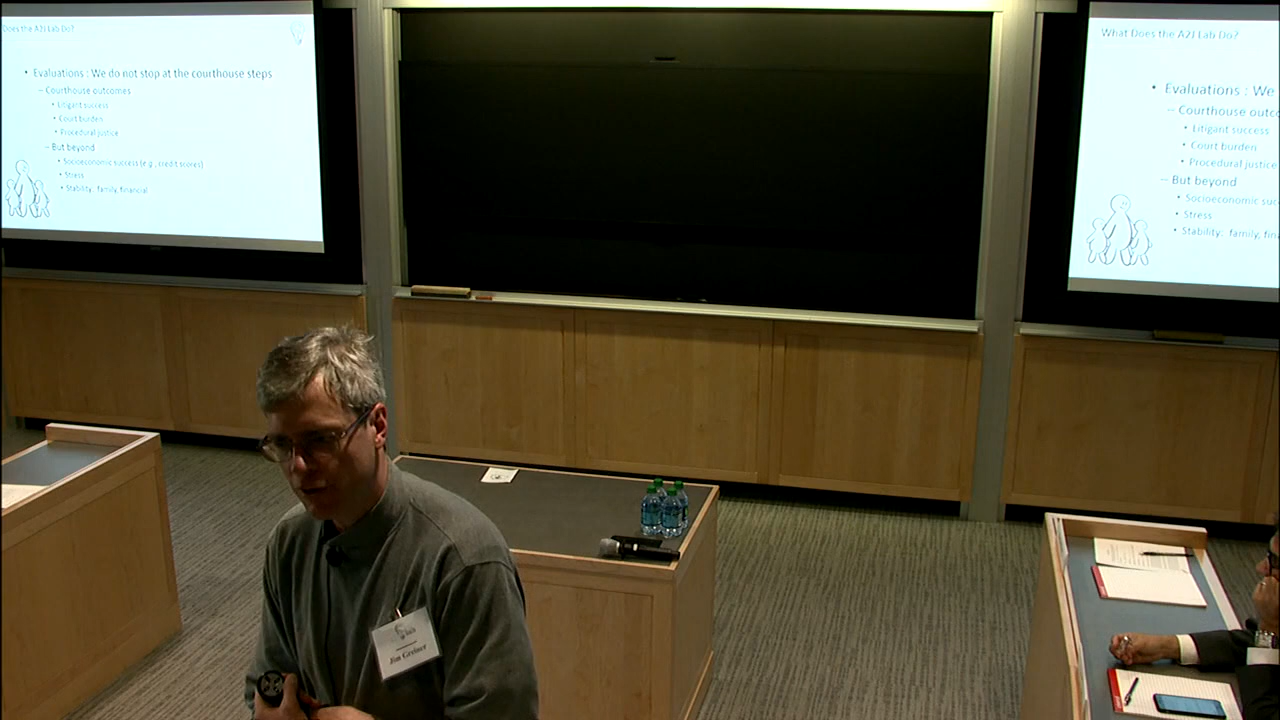 Does the A2J Lab Do?
• Evaluations : We do not stop at the courthouse steps
– Courthouse outcomes
• Litigant success
• Court burden
• Procedural justice
– But beyond
• Socioeconomic success (e.g., credit scores)
• Stress
• Stability: family, financial
What Does the A2J Lab Do?
• Evaluations : We
– Courthouse outco
• Litigant success
• Court burden
• Procedural justice
– But beyond
• Socioeconomic suc
• Stress
• Stability: family, fin
Jim Greiner